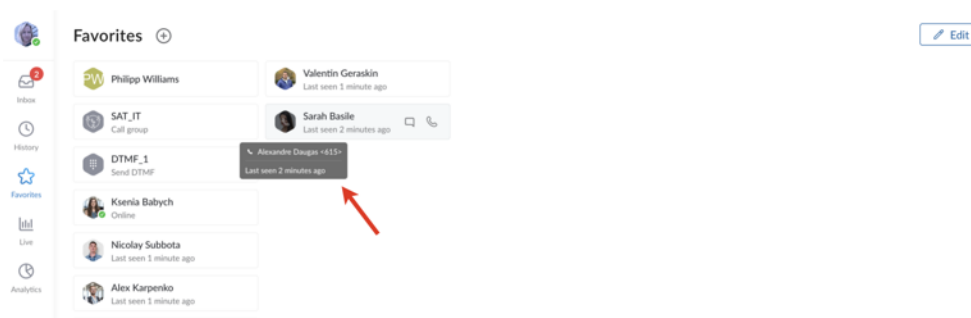 Favorites
Edit
2
Inbox
History
Favorites
Live
Analytics
PW
Philipp Williams
SAT_IT
Call group
DTMF_1
Send DTMF
Ksenia Babych
Online
Nicolay Subbota
Last seen 1 minute ago
Alex Karpenko
Last seen 1 minute ago
Valentin Geraskin
Last seen 1 minute ago
Sarah Basile
Last seen 2 minutes ago
Alexandre Daugas <615>
Last seen 2 minutes ago